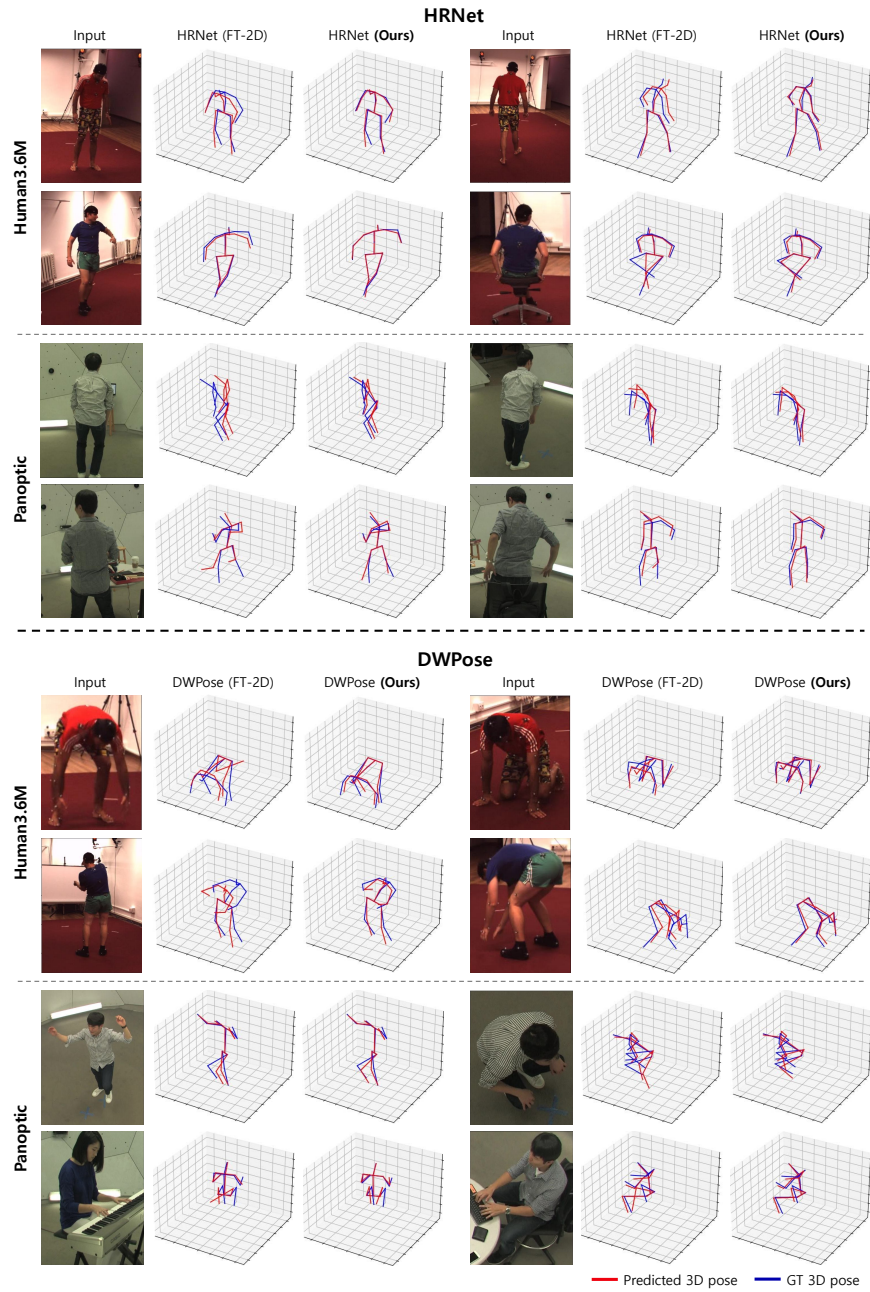 HRNet
Input HRNet (FT-2D) HRNet (Ours) Input HRNet (FT-2D) HRNet (Ours)
Human3.6M
Panoptic
DWPose
Input DWPose (FT-2D) DWPose (Ours) Input DWPose (FT-2D) DWPose (Ours)
Human3.6M
Panoptic
Predicted 3D pose GT 3D pose